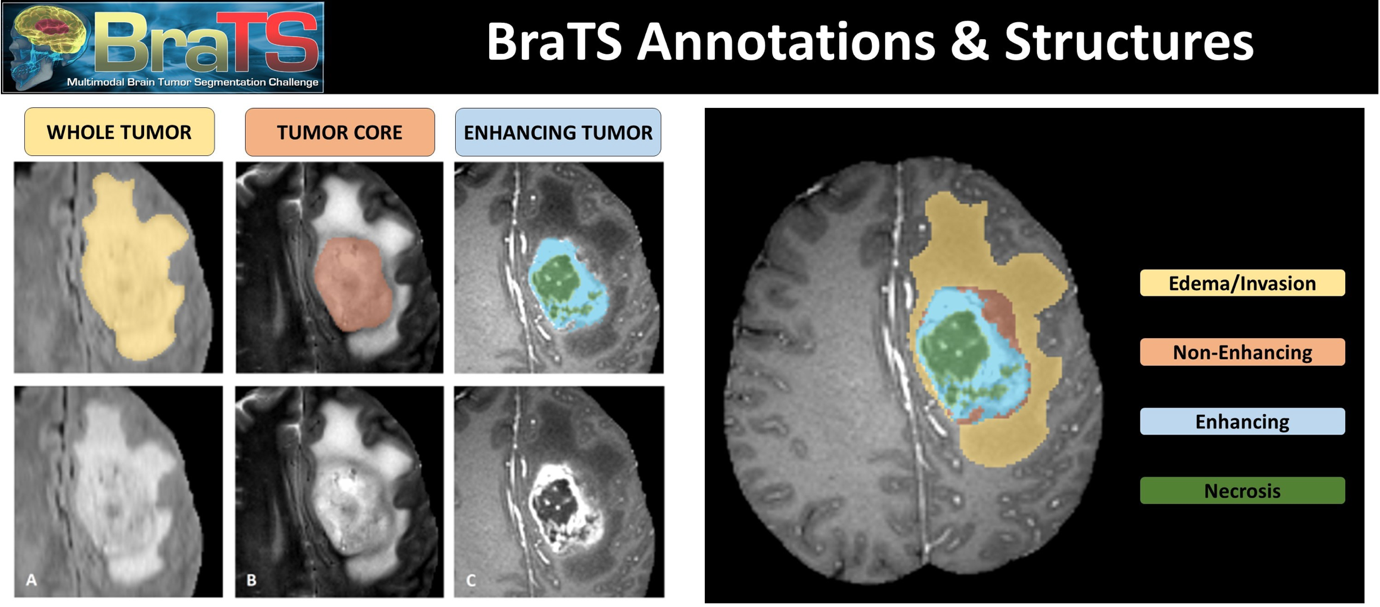 BraTS
Multimodal Brain Tumor Segmentation Challenge
BraTS Annotations & Structures
WHOLE TUMOR
TUMOR CORE
ENHANCING TUMOR
A
B
C
Edema/Invasion
Non-Enhancing
Enhancing
Necrosis